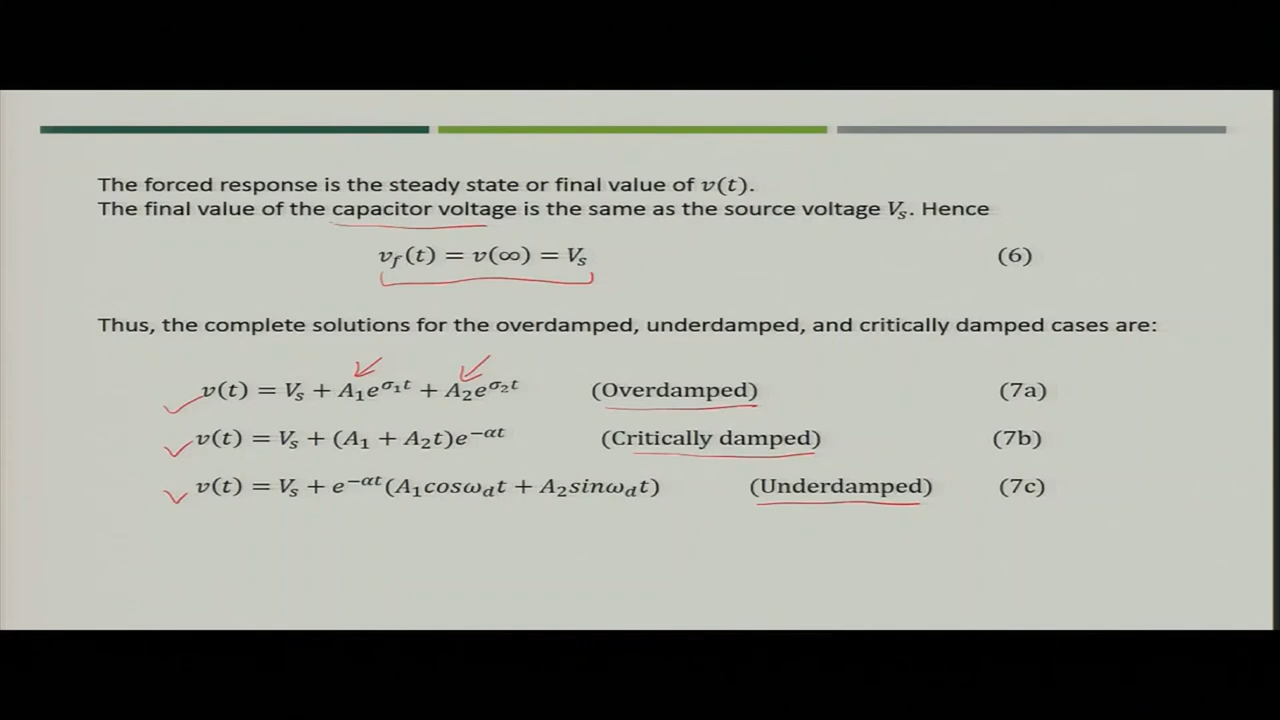 The forced response is the steady state or final value of v(t).
The final value of the capacitor voltage is the same as the source voltage Vₛ. Hence
v_f(t) = v(∞) = Vₛ (6)
Thus, the complete solutions for the overdamped, underdamped, and critically damped cases are:
v(t) = Vₛ + A₁e^{σ₁t} + A₂e^{σ₂t} (Overdamped) (7a)
v(t) = Vₛ + (A₁ + A₂t)e^{−αt} (Critically damped) (7b)
v(t) = Vₛ + e^{−αt}(A₁cosω_dt + A₂sinω_dt) (Underdamped) (7c)